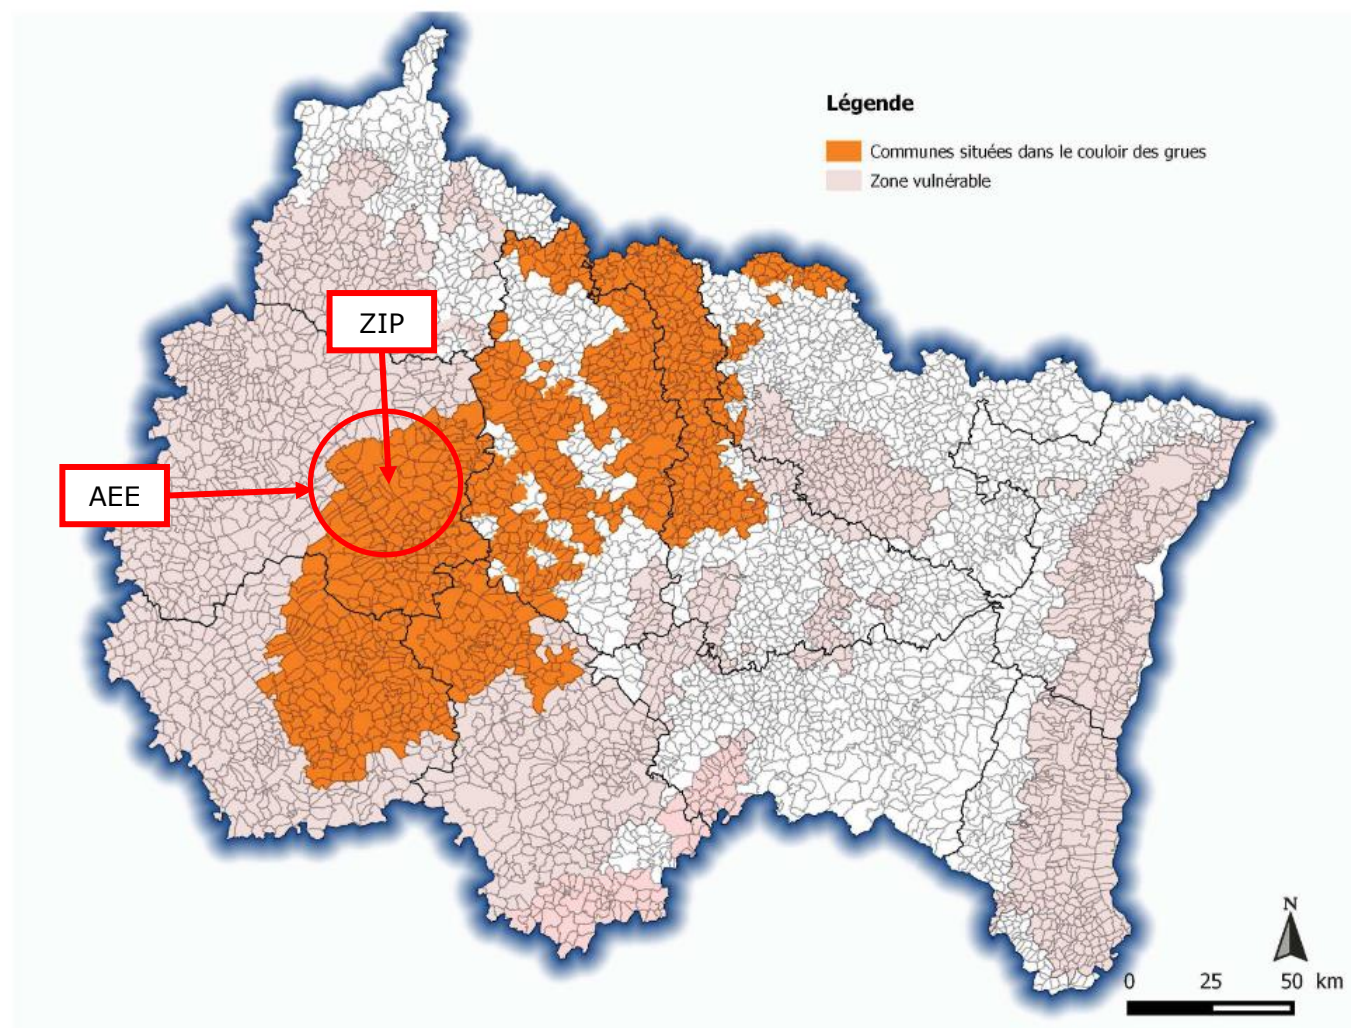 Légende
Communes situées dans le couloir des grues
Zone vulnérable
ZIP
AEE
N
0 25 50 km